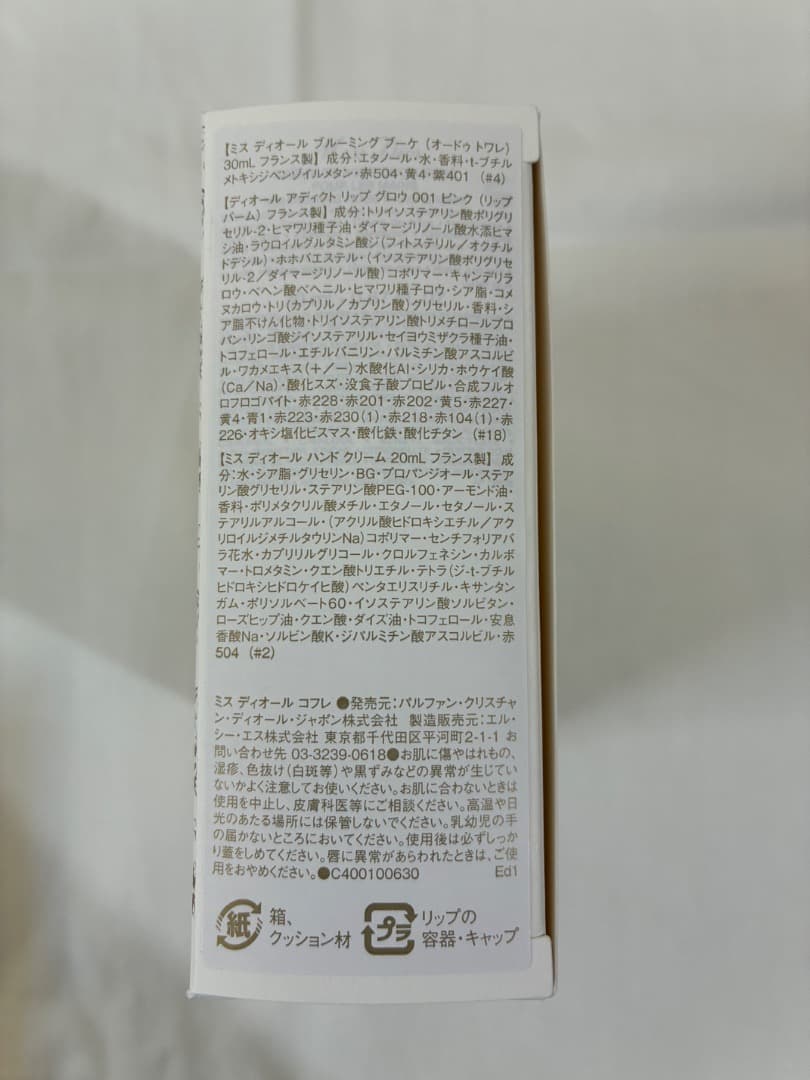 【ミス ディオール ブルーミング ブーケ (オードゥ トワレ)
30mL フランス製】 成分:エタノール・水・香料・t-ブチル
メトキシジベンゾイルメタン・赤504・黄4・紫401 (#4)
【ディオール アディクト リップ グロウ 001 ピンク (リップ
バーム) フランス製】 成分:トリイソステアリン酸ポリグリ
セリル-2・ヒマワリ種子油・ダイマージリノール酸水添ヒマ
シ油・ラウロイルグルタミン酸ジ(フィトステリル/オクチル
ドデシル)・ホホバエステル・(イソステアリン酸ポリグリセ
リル-2/ダイマージリノール酸) コポリマー・キャンデリラ
ロウ・ベヘン酸ベヘニル・ヒマワリ種子ロウ・シア脂・コメ
ヌカロウ・トリ(カプリル/カプリン酸)グリセリル・香料・シ
ア脂不けん化物・トリイソステアリン酸トリメチロールプロ
パン・リンゴ酸ジイソステアリル・セイヨウミザクラ種子油・
トコフェロール・エチルバニリン・パルミチン酸アスコルビ
ル・ワカメエキス(+/−) 水酸化Al・シリカ・ホウケイ酸
(Ca/Na)・酸化スズ・没食子酸プロピル・合成フルオ
ロフロゴパイト・赤228・赤201・赤202・黄5・赤227・
黄4・青1・赤223・赤230(1)・赤218・赤104(1)・赤
226・オキシ塩化ビスマス・酸化鉄・酸化チタン (#18)
【ミス ディオール ハンド クリーム 20mL フランス製】 成
分:水・シア脂・グリセリン・BG・プロパンジオール・ステア
リン酸グリセリル・ステアリン酸PEG-100・アーモンド油・
香料・ポリメタクリル酸メチル・エタノール・セタノール・ス
テアリルアルコール・(アクリル酸ヒドロキシエチル/アク
リロイルジメチルタウリンNa) コポリマー・センチフォリアバ
ラ花水・カプリリルグリコール・クロルフェネシン・カルボ
マー・トロメタミン・クエン酸トリエチル・テトラ(ジ-t-ブチル
ヒドロキシヒドロケイヒ酸) ペンタエリスリチル・キサンタン
ガム・ポリソルベート60・イソステアリン酸ソルビタン・
ローズヒップ油・クエン酸・ダイズ油・トコフェロール・安息
香酸Na・ソルビン酸K・ジパルミチン酸アスコルビル・赤
504 (#2)
ミス ディオール コフレ ●発売元:パルファン・クリスチャ
ン・ディオール・ジャポン株式会社 製造販売元:エル・
シー・エス株式会社 東京都千代田区平河町2-1-1 お
問い合わせ先 03-3239-0618●お肌に傷やはれもの、
湿疹、色抜け(白斑等)や黒ずみなどの異常が生じてい
ないかよく注意してお使いください。お肌に合わないときは
使用を中止し、皮膚科医等にご相談ください。高温や日
光のあたる場所には保管しないでください。乳幼児の手
の届かないところにおいてください。使用後は必ずしっか
り蓋をしめてください。唇に異常があらわれたときは、ご使
用をおやめください。●C400100630 Ed1
紙 箱、
クッション材
プラ リップの
容器・キャップ